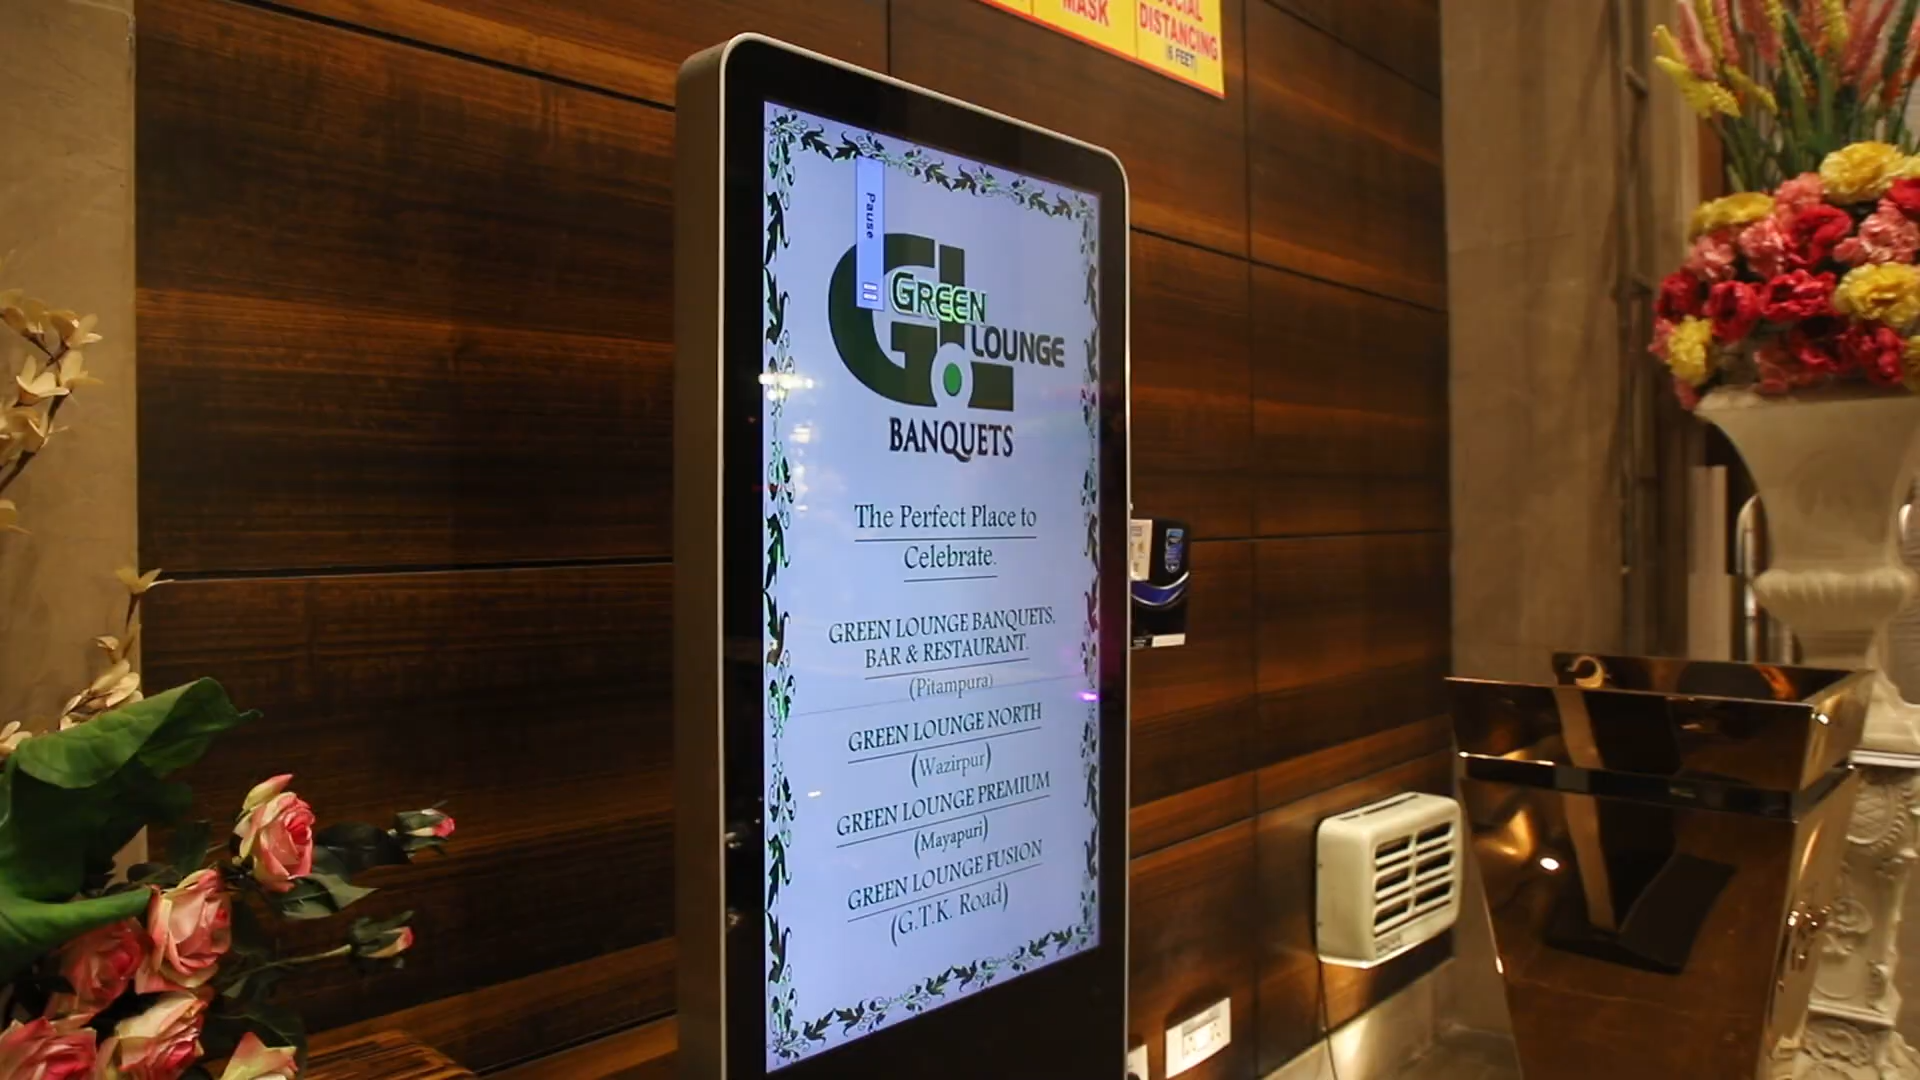 MASK
SOCIAL
DISTANCING
(6 FEET)
Pause
GREEN
LOUNGE
BANQUETS
The Perfect Place to
Celebrate.
GREEN LOUNGE BANQUETS,
BAR & RESTAURANT.
(Pitampura)
GREEN LOUNGE NORTH
(Wazirpur)
GREEN LOUNGE PREMIUM
(Mayapuri)
GREEN LOUNGE FUSION
(G.T.K. Road)